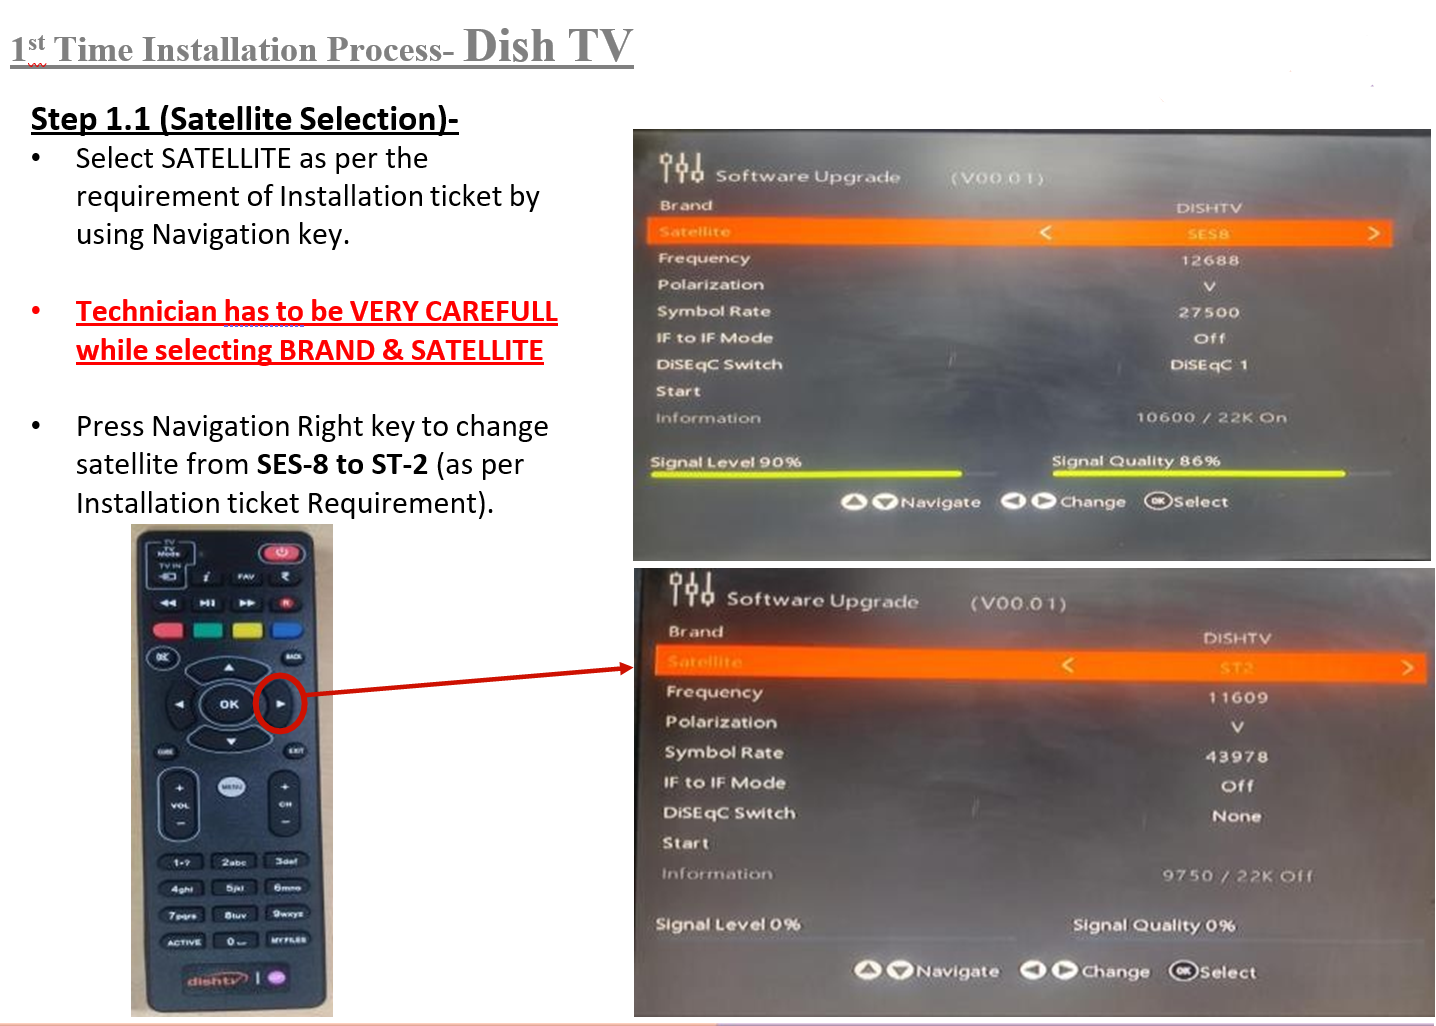 1st Time Installation Process- Dish TV
Step 1.1 (Satellite Selection)-
• Select SATELLITE as per the
requirement of Installation ticket by
using Navigation key.
• Technician has to be VERY CAREFULL
while selecting BRAND & SATELLITE
• Press Navigation Right key to change
satellite from SES-8 to ST-2 (as per
Installation ticket Requirement).
Software Upgrade (V00.01)
Brand DISHTV
Satellite < SES8 >
Frequency 12688
Polarization V
Symbol Rate 27500
IF to IF Mode Off
DiSEqC Switch DiSEqC 1
Start
Information 10600 / 22K On
Signal Level 90% Signal Quality 86%
Navigate Change OK Select
Software Upgrade (V00.01)
Brand DISHTV
Satellite < ST2 >
Frequency 11609
Polarization V
Symbol Rate 43978
IF to IF Mode Off
DiSEqC Switch None
Start
Information 9750 / 22K Off
Signal Level 0% Signal Quality 0%
Navigate Change OK Select
TV
TV
Mode
TV IN
i FAV ₹
R
BACK
OK
GUIDE EXIT
+ MENU +
VOL CH
- -
1-? 2abc 3def
4ghi 5jkl 6mno
7pqrs 8tuv 9wxyz
ACTIVE 0 MY FILES
dishtv